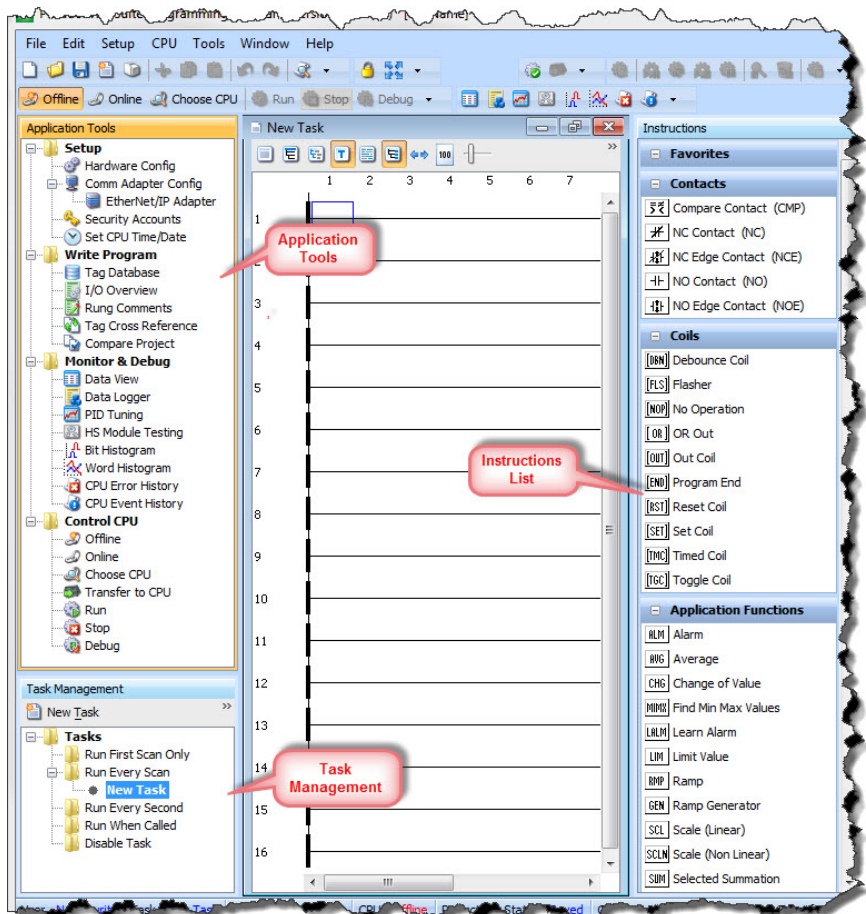 File Edit Setup CPU Tools Window Help
Offline Online Choose CPU Run Stop Debug
Application Tools
Setup
Hardware Config
Comm Adapter Config
EtherNet/IP Adapter
Security Accounts
Set CPU Time/Date
Write Program
Tag Database
I/O Overview
Rung Comments
Tag Cross Reference
Compare Project
Monitor & Debug
Data View
Data Logger
PID Tuning
HS Module Testing
Bit Histogram
Word Histogram
CPU Error History
CPU Event History
Control CPU
Offline
Online
Choose CPU
Transfer to CPU
Run
Stop
Debug
Task Management
New Task
Tasks
Run First Scan Only
Run Every Scan
New Task
Run Every Second
Run When Called
Disable Task
New Task
T 100
1 2 3 4 5 6 7
1
2
3
4
5
6
7
8
9
10
11
12
13
14
15
16
Application
Tools
Instructions
List
Task
Management
Instructions
Favorites
Contacts
Compare Contact (CMP)
NC Contact (NC)
NC Edge Contact (NCE)
NO Contact (NO)
NO Edge Contact (NOE)
Coils
[DBN] Debounce Coil
[FLS] Flasher
[NOP] No Operation
[OR] OR Out
[OUT] Out Coil
[END] Program End
[RST] Reset Coil
[SET] Set Coil
[TMC] Timed Coil
[TGC] Toggle Coil
Application Functions
ALM Alarm
AVG Average
CHG Change of Value
MIMX Find Min Max Values
LALM Learn Alarm
LIM Limit Value
RMP Ramp
GEN Ramp Generator
SCL Scale (Linear)
SCLN Scale (Non Linear)
SUM Selected Summation